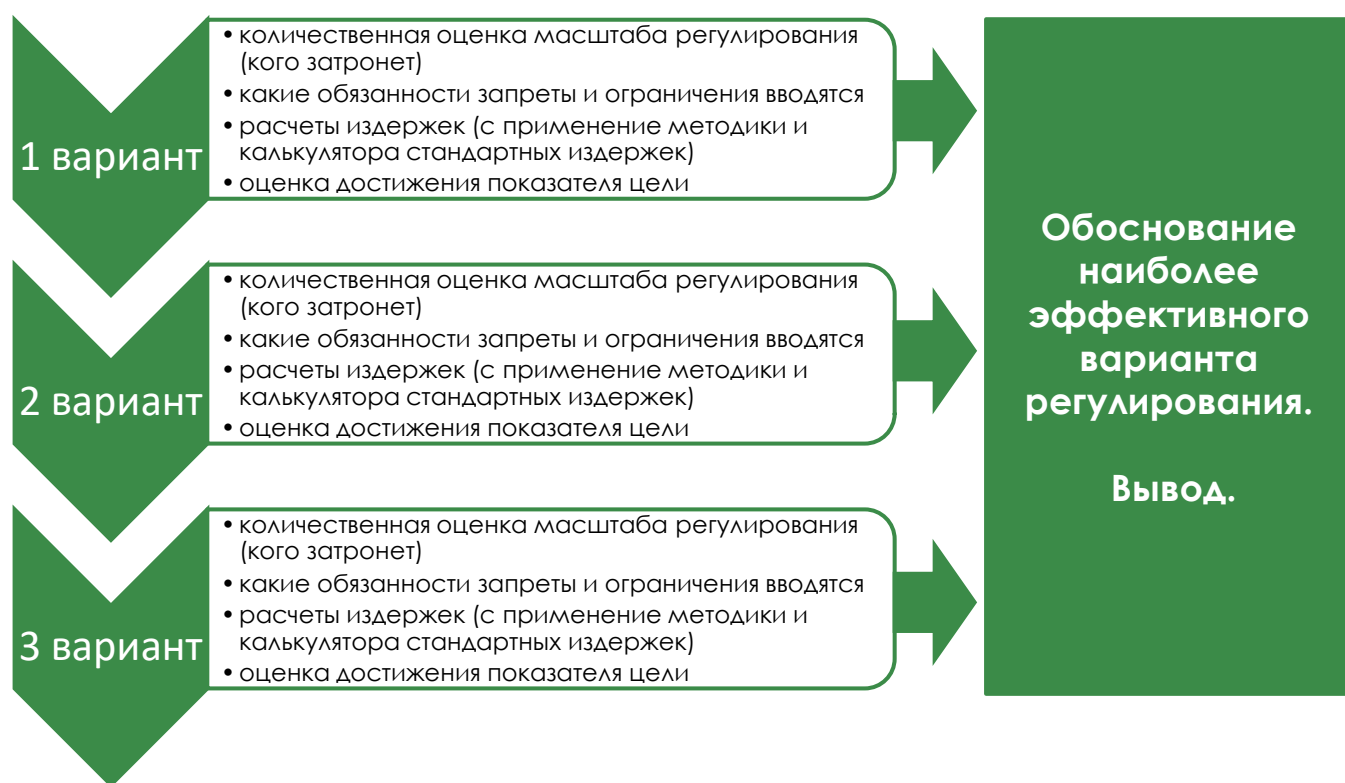 1 вариант
• количественная оценка масштаба регулирования
(кого затронет)
• какие обязанности запреты и ограничения вводятся
• расчеты издержек (с применение методики и
калькулятора стандартных издержек)
• оценка достижения показателя цели
2 вариант
• количественная оценка масштаба регулирования
(кого затронет)
• какие обязанности запреты и ограничения вводятся
• расчеты издержек (с применение методики и
калькулятора стандартных издержек)
• оценка достижения показателя цели
3 вариант
• количественная оценка масштаба регулирования
(кого затронет)
• какие обязанности запреты и ограничения вводятся
• расчеты издержек (с применение методики и
калькулятора стандартных издержек)
• оценка достижения показателя цели
Обоснование
наиболее
эффективного
варианта
регулирования.
Вывод.